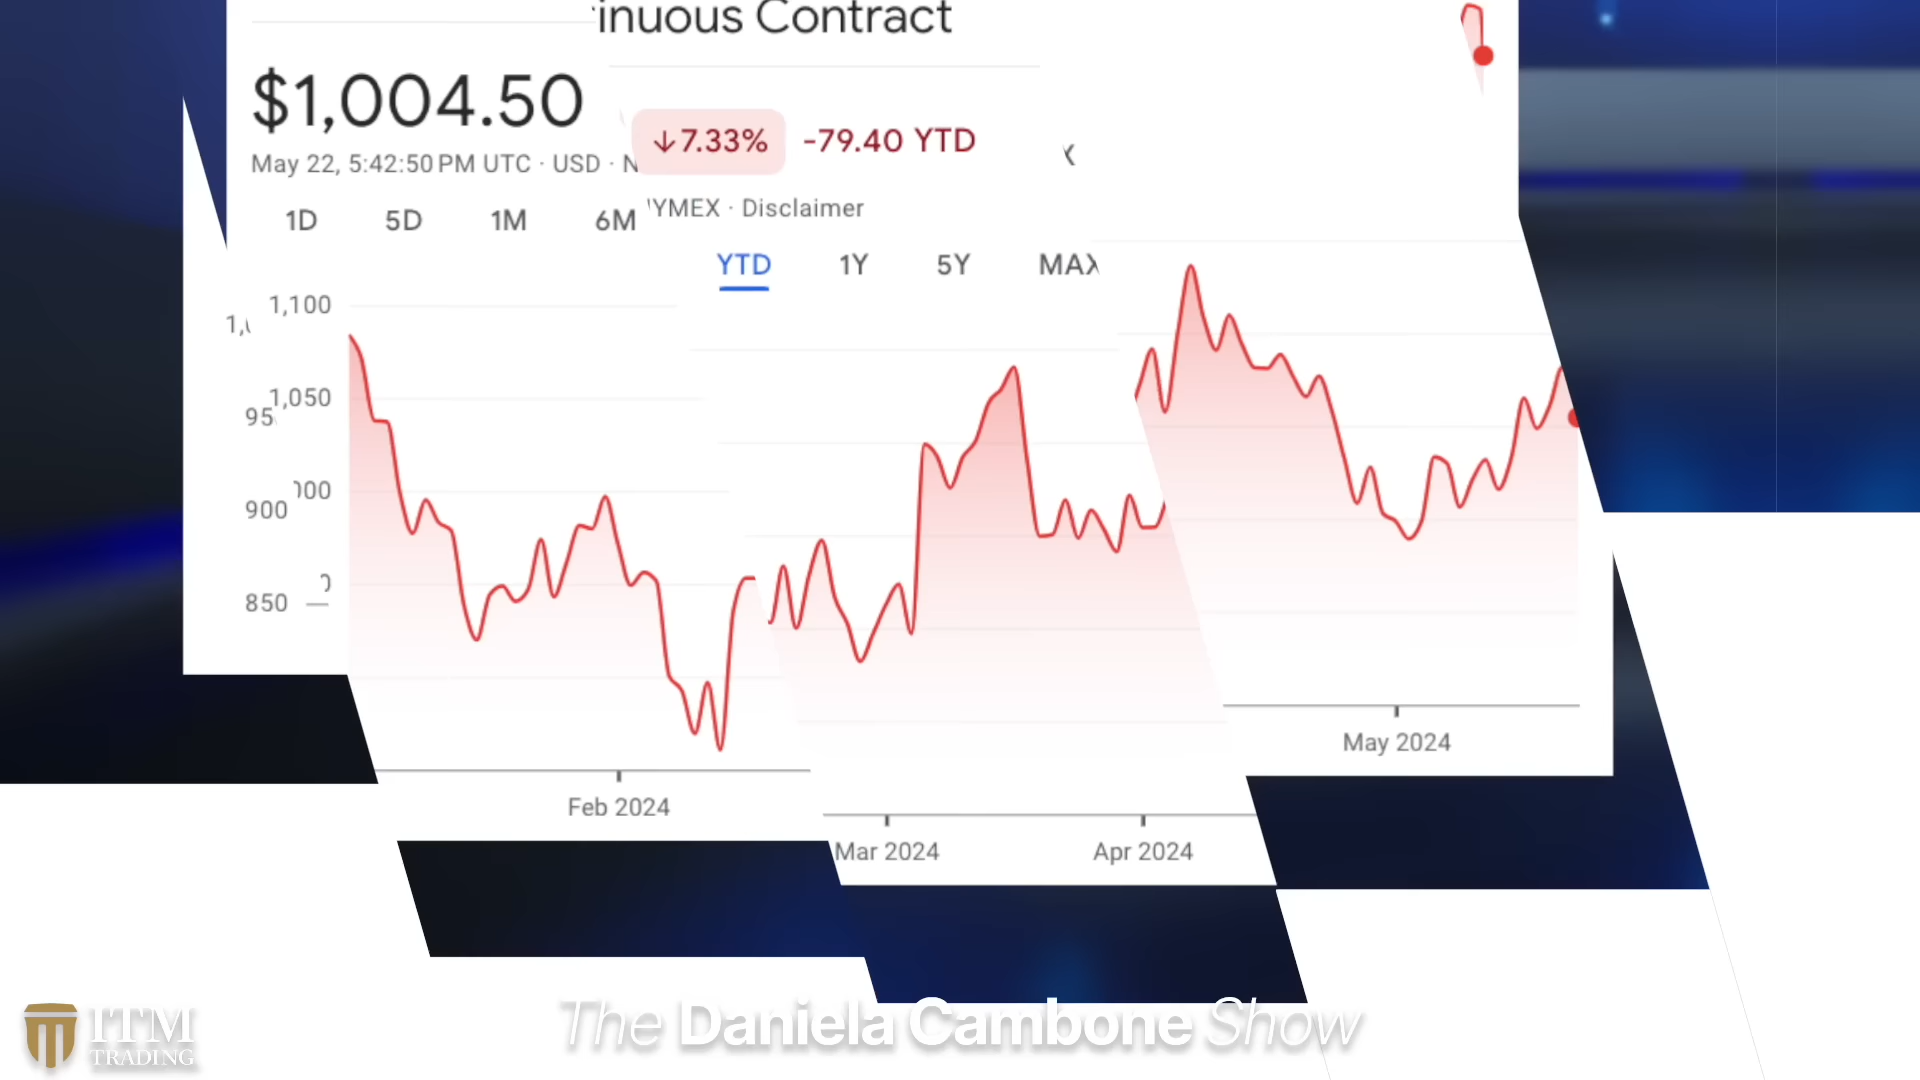 inuous Contract
$1,004.50
↓7.33% -79.40 YTD
May 22, 5:42:50 PM UTC · USD · N
YMEX · Disclaimer
1D 5D 1M 6M
YTD 1Y 5Y MAX
1,100
1,050
95
900
850
Feb 2024
Mar 2024
Apr 2024
May 2024
The Daniela Cambone Show
ITM
TRADING